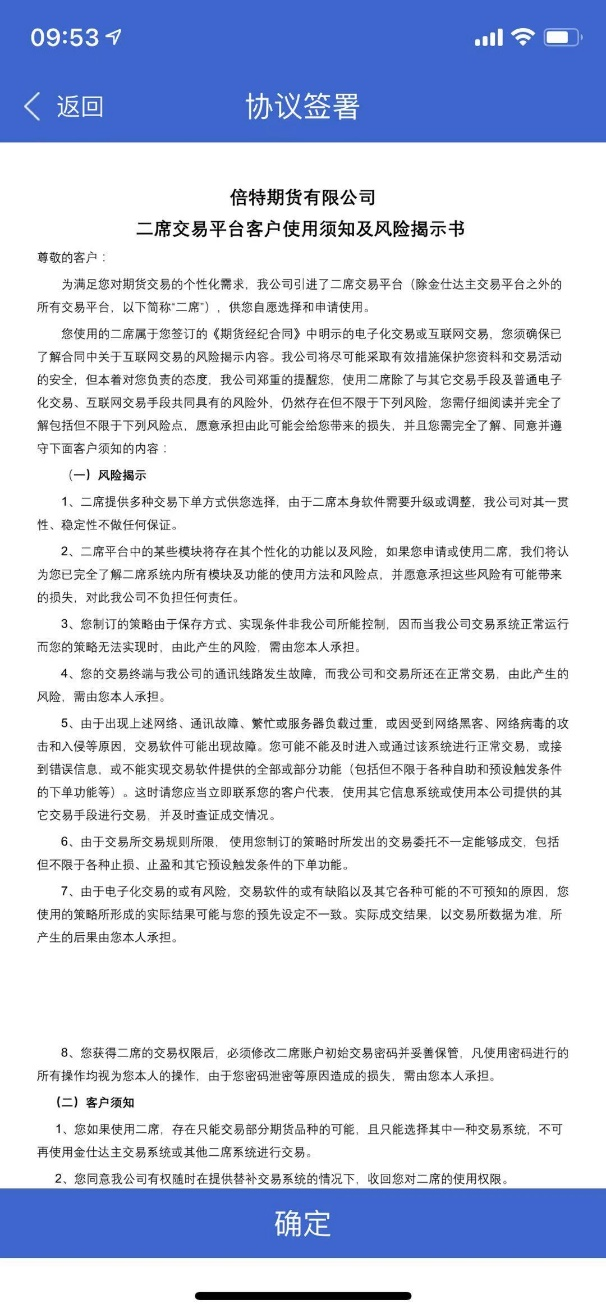 09:53
返回
协议签署
倍特期货有限公司
二席交易平台客户使用须知及风险揭示书
尊敬的客户：
为满足您对期货交易的个性化需求，我公司引进了二席交易平台（除金仕达主交易平台之外的
所有交易平台，以下简称“二席”），供您自愿选择和申请使用。
您使用的二席属于您签订的《期货经纪合同》中明示的电子化交易或互联网交易，您须确保已
了解合同中关于互联网交易的风险揭示内容。我公司将尽可能采取有效措施保护您资料和交易活动
的安全，但本着对您负责的态度，我公司郑重的提醒您，使用二席除了与其它交易手段及普通电子
化交易、互联网交易手段共同具有的风险外，仍然存在但不限于下列风险，您需仔细阅读并完全了
解包括但不限于下列风险点，愿意承担由此可能会给您带来的损失，并且您需完全了解、同意并遵
守下面客户须知的内容：
（一）风险揭示
1、二席提供多种交易下单方式供您选择，由于二席本身软件需要升级或调整，我公司对其一贯
性、稳定性不做任何保证。
2、二席平台中的某些模块将存在其个性化的功能以及风险，如果您申请或使用二席，我们将认
为您已完全了解二席系统内所有模块及功能的使用方法和风险点，并愿意承担这些风险有可能带来
的损失，对此我公司不负担任何责任。
3、您制订的策略由于保存方式、实现条件非我公司所能控制，因而当我公司交易系统正常运行
而您的策略无法实现时，由此产生的风险，需由您本人承担。
4、您的交易终端与我公司的通讯线路发生故障，而我公司和交易所还在正常交易，由此产生的
风险，需由您本人承担。
5、由于出现上述网络、通讯故障、繁忙或服务器负载过重，或因受到网络黑客、网络病毒的攻
击和入侵等原因，交易软件可能出现故障。您可能不能及时进入或通过该系统进行正常交易，或接
到错误信息，或不能实现交易软件提供的全部或部分功能（包括但不限于各种自助和预设触发条件
的下单功能等）。这时请您应当立即联系您的客户代表，使用其它信息系统或使用本公司提供的其
它交易手段进行交易，并及时查证成交情况。
6、由于交易所交易规则所限， 使用您制订的策略时所发出的交易委托不一定能够成交，包括
但不限于各种止损、止盈和其它预设触发条件的下单功能。
7、由于电子化交易的或有风险，交易软件的或有缺陷以及其它各种可能的不可预知的原因，您
使用的策略所形成的实际结果可能与您的预先设定不一致。实际成交结果，以交易所数据为准，所
产生的后果由您本人承担。
8、您获得二席的交易权限后，必须修改二席账户初始交易密码并妥善保管，凡使用密码进行的
所有操作均视为您本人的操作，由于您密码泄密等原因造成的损失，需由您本人承担。
（二）客户须知
1、您如果使用二席，存在只能交易部分期货品种的可能，且只能选择其中一种交易系统，不可
再使用金仕达主交易系统或其他二席系统进行交易。
2、您同意我公司有权随时在提供替补交易系统的情况下，收回您对二席的使用权限。
确定